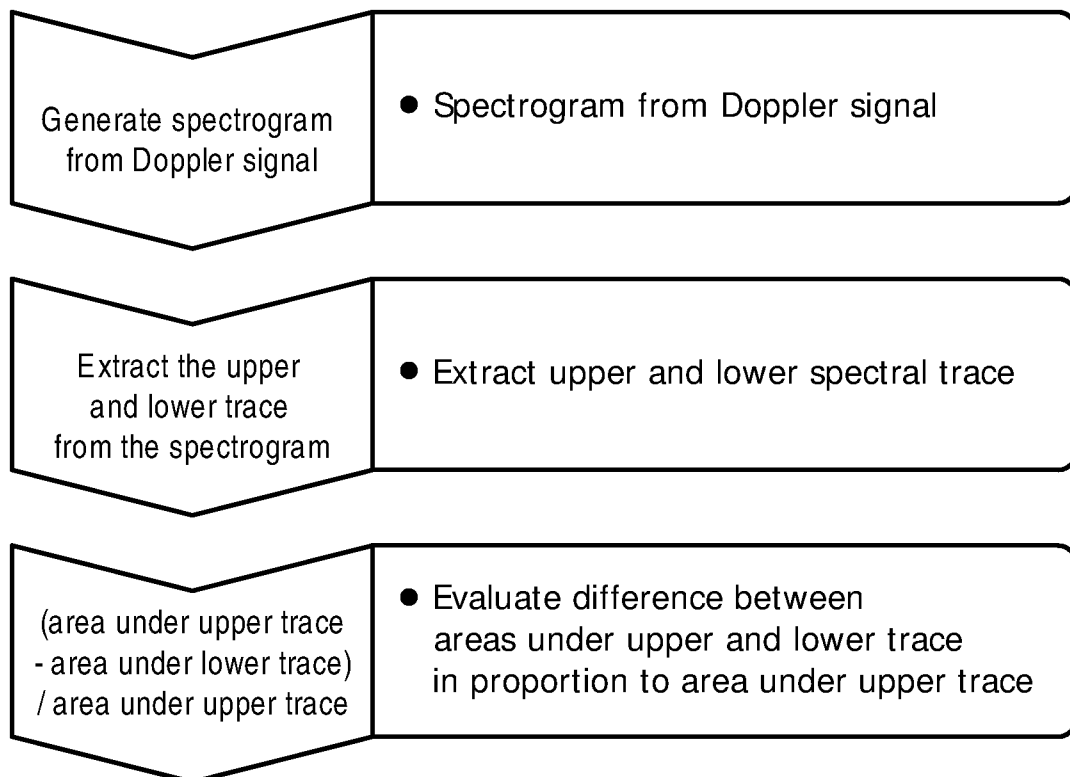 Generate spectrogram
from Doppler signal
● Spectrogram from Doppler signal
Extract the upper
and lower trace
from the spectrogram
● Extract upper and lower spectral trace
(area under upper trace
- area under lower trace)
/ area under upper trace
● Evaluate difference between
areas under upper and lower trace
in proportion to area under upper trace